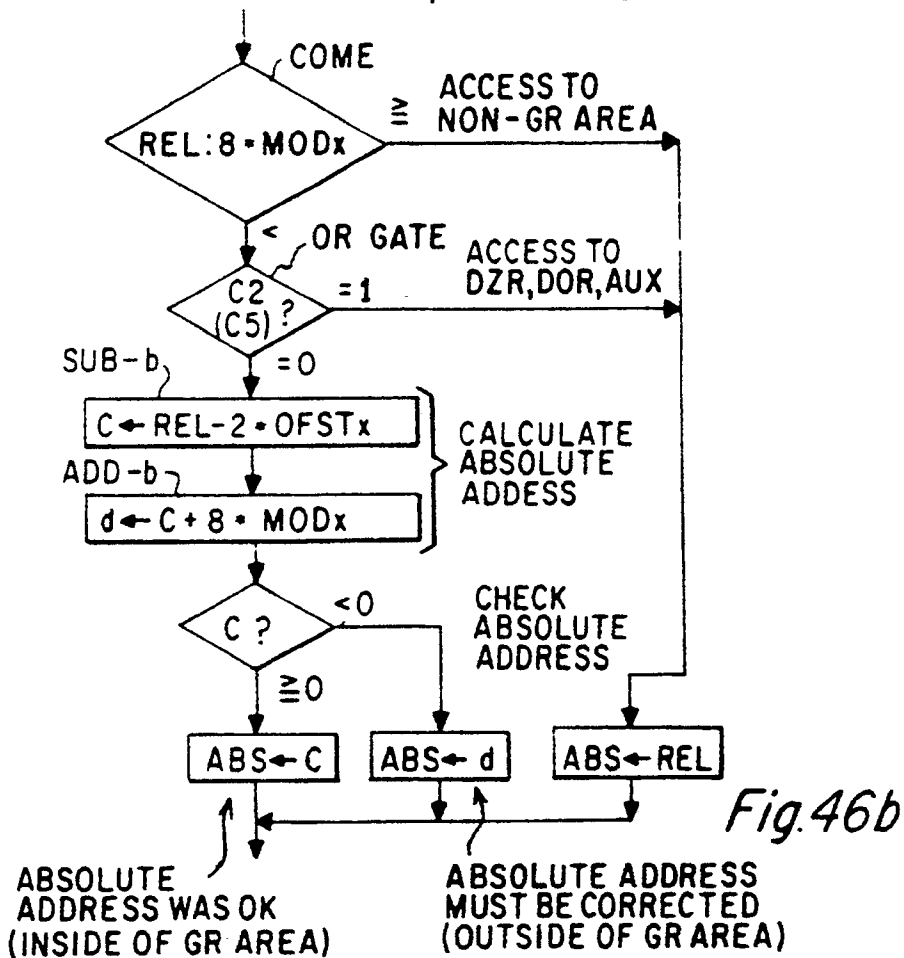 COME
REL:8*MODx
≧
ACCESS TO
NON-GR AREA
<
OR GATE
C2
(C5) ?
=1
ACCESS TO
DZR,DOR,AUX
=0
SUB-b
C←REL-2*OFSTx
ADD-b
d←C+8*MODx
CALCULATE
ABSOLUTE
ADDESS
C ?
<0
≧0
CHECK
ABSOLUTE
ADDRESS
ABS←C
ABS←d
ABS←REL
Fig.46b
ABSOLUTE
ADDRESS WAS OK
(INSIDE OF GR AREA)
ABSOLUTE ADDRESS
MUST BE CORRECTED
(OUTSIDE OF GR AREA)